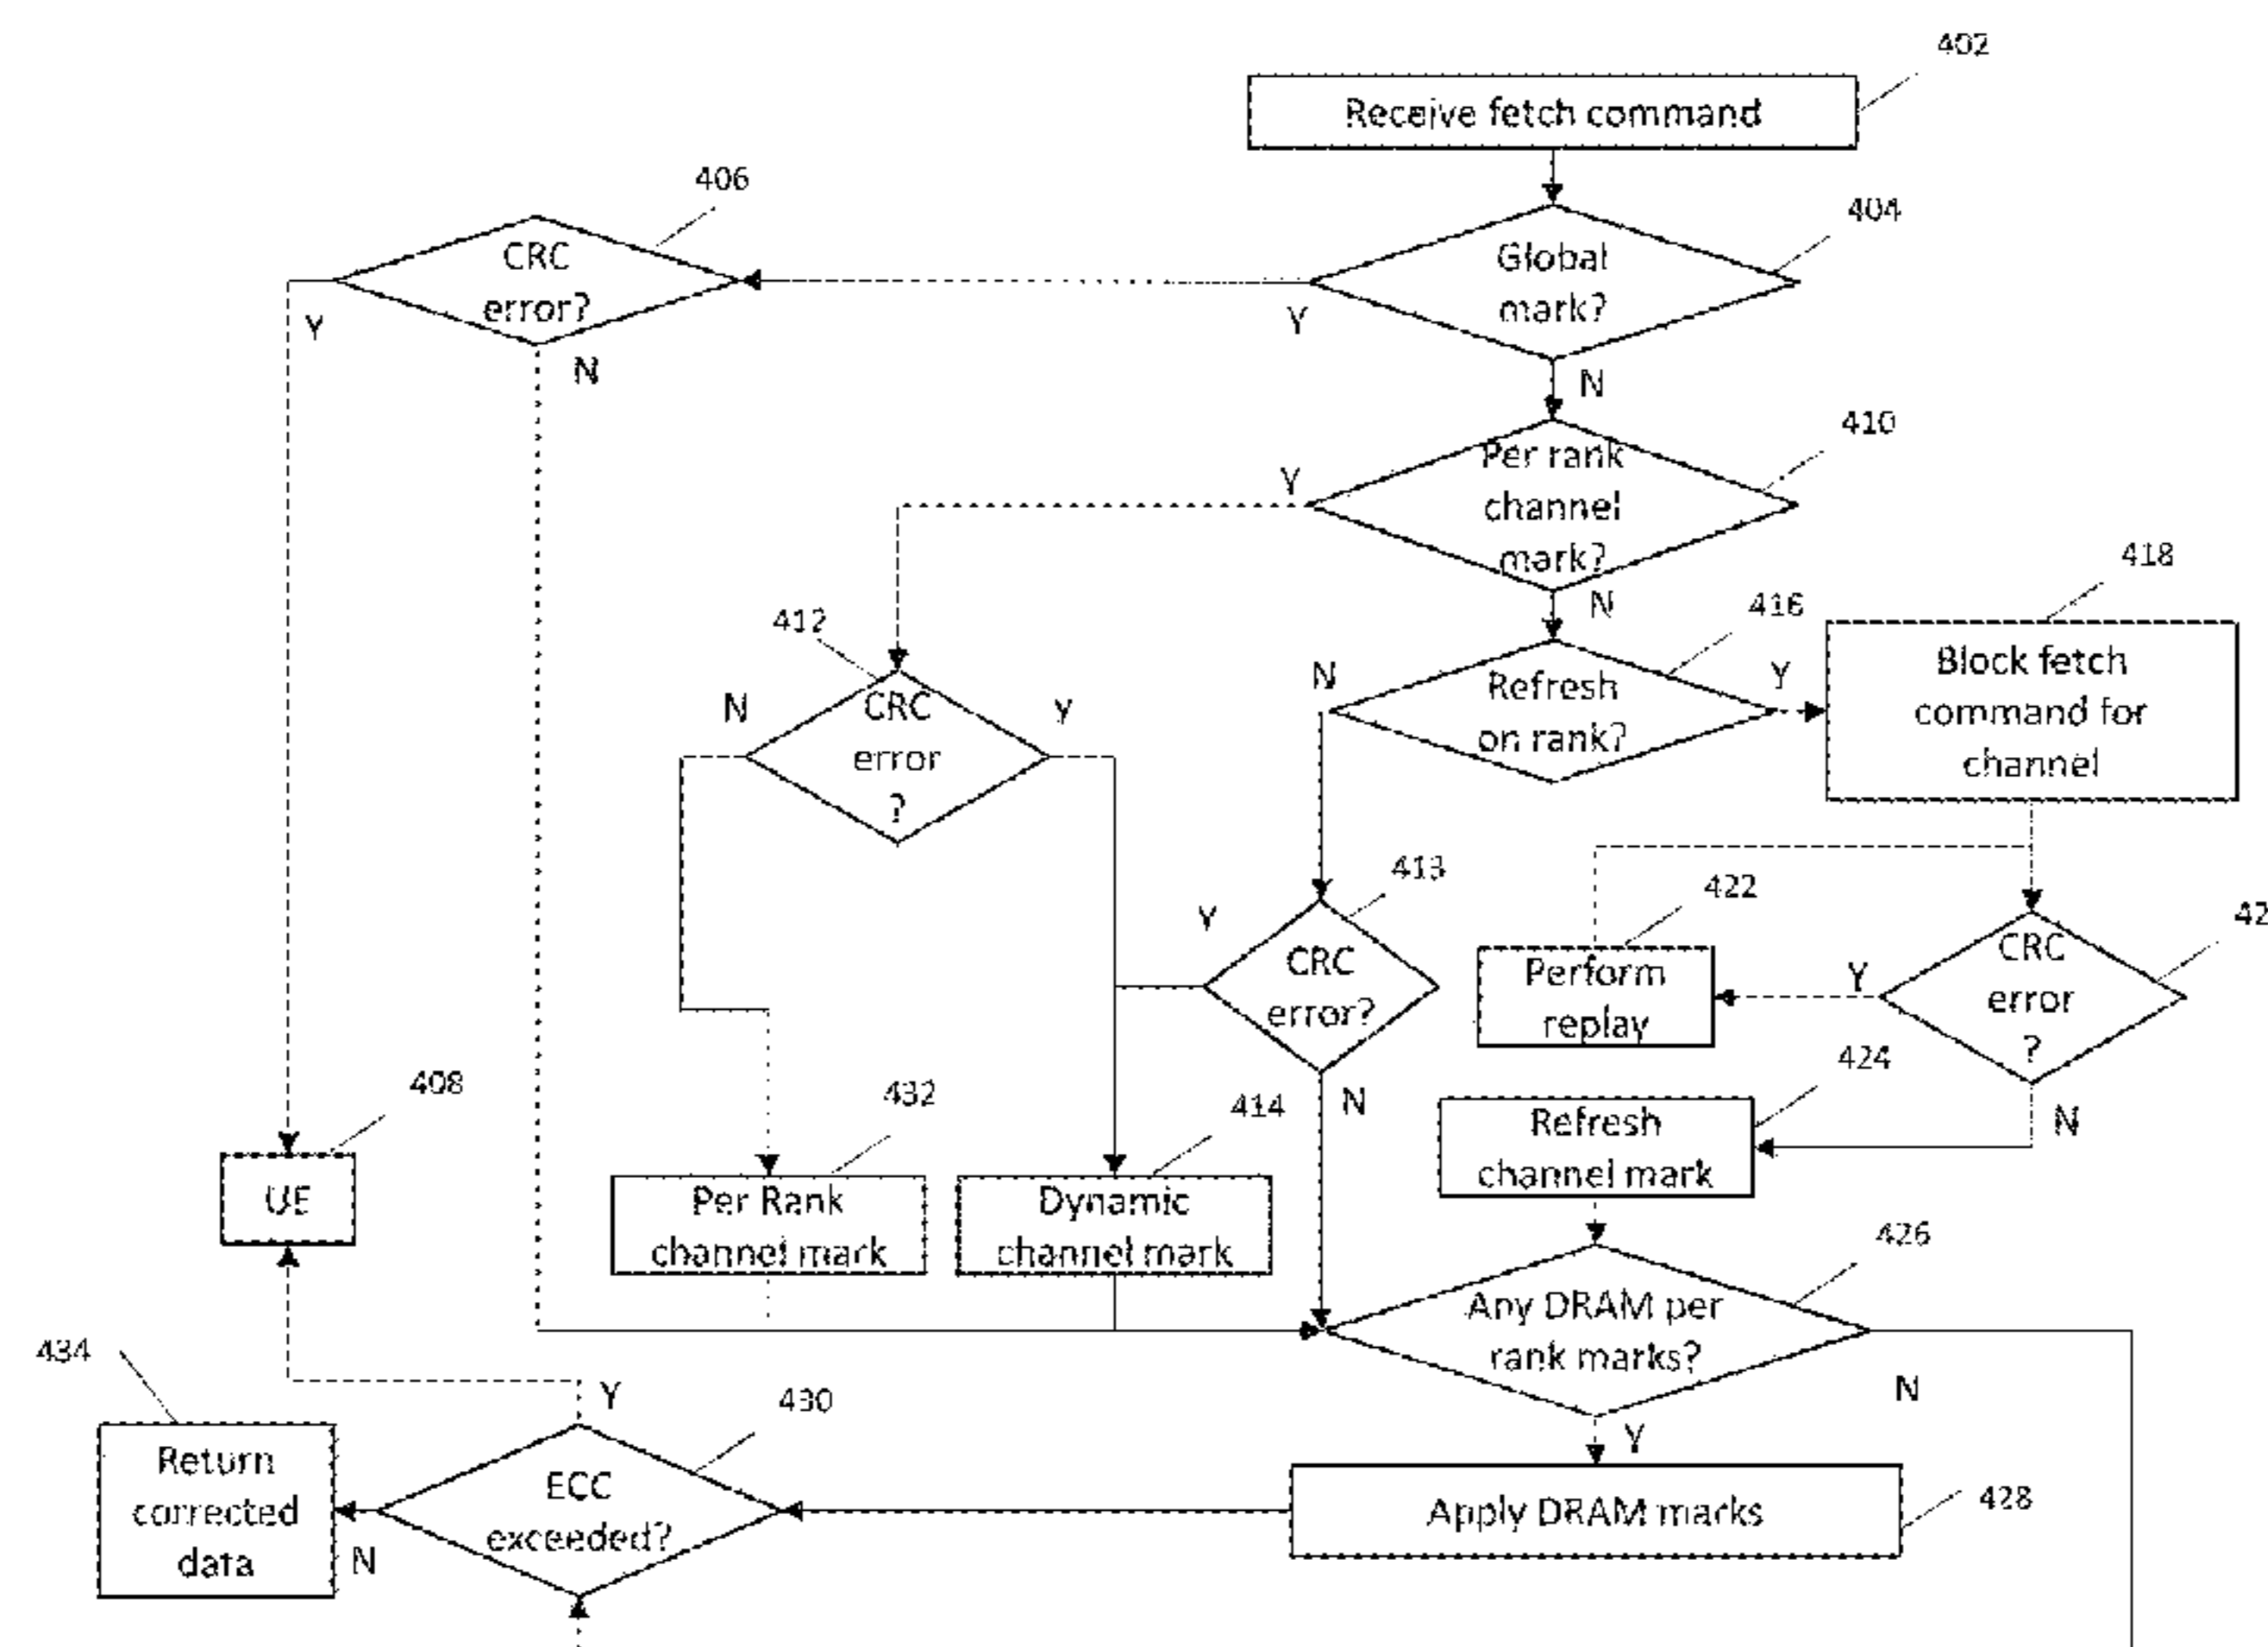 402
Receive fetch command
406
404
CRC
error?
Global
mark?
Y
Y
N
N
410
Per rank
channel
mark?
Y
418
N
416
412
Block fetch
command for
channel
N
Y
Refresh
on rank?
N
y
CRC
error
?
413
422
42
Y
CRC
error?
Perform
replay
Y
CRC
error
?
424
408
432
414
N
N
Refresh
channel mark
UE
Per Rank
channel mark
Dynamic
channel mark
426
Any DRAM per
rank marks?
434
Y
430
N
Y
Return
corrected
data
ECC
exceeded?
N
Apply DRAM marks
428